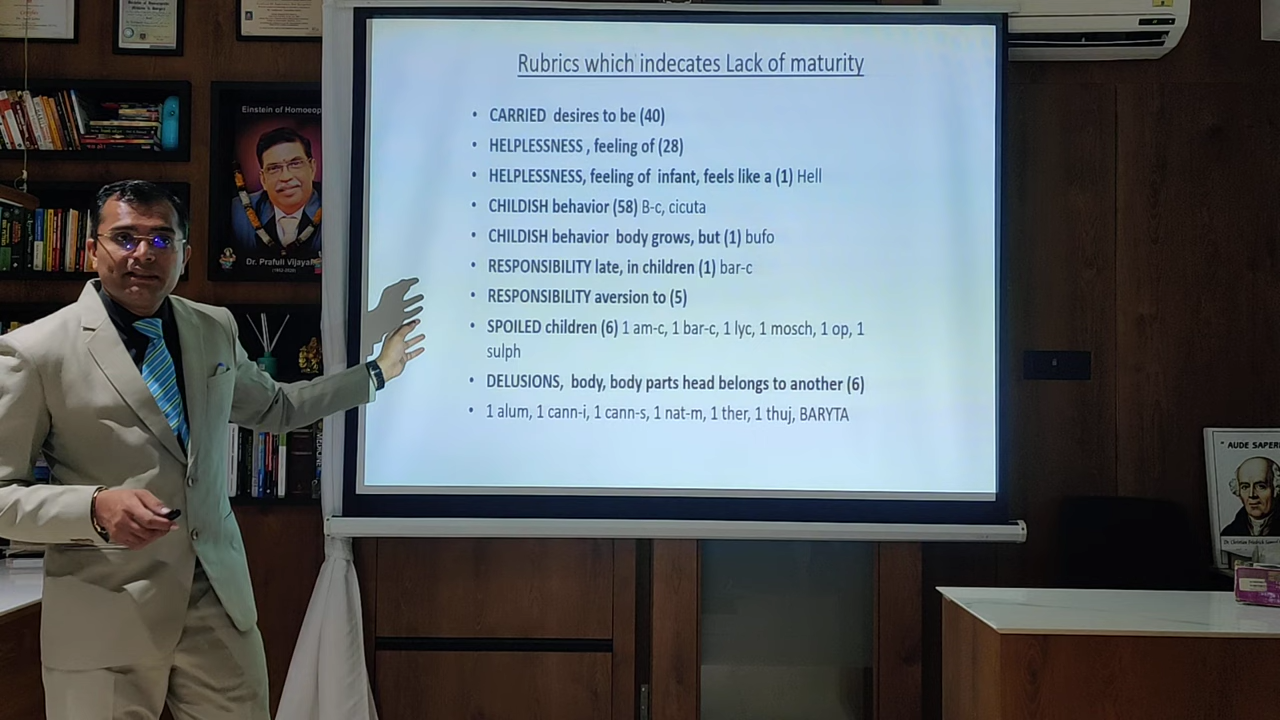 Rubrics which indecates Lack of maturity
• CARRIED desires to be (40)
• HELPLESSNESS , feeling of (28)
• HELPLESSNESS, feeling of infant, feels like a (1) Hell
• CHILDISH behavior (58) B-c, cicuta
• CHILDISH behavior body grows, but (1) bufo
• RESPONSIBILITY late, in children (1) bar-c
• RESPONSIBILITY aversion to (5)
• SPOILED children (6) 1 am-c, 1 bar-c, 1 lyc, 1 mosch, 1 op, 1
sulph
• DELUSIONS, body, body parts head belongs to another (6)
• 1 alum, 1 cann-i, 1 cann-s, 1 nat-m, 1 ther, 1 thuj, BARYTA
Einstein of Homoeop
Dr. Prafull Vijayak
" AUDE SAPER